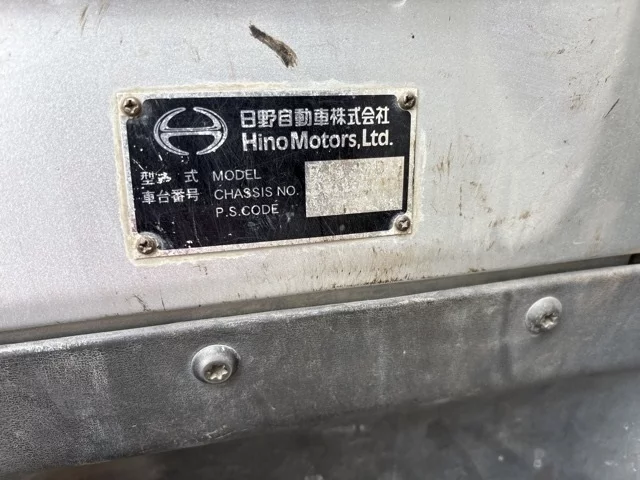 日野自動車株式会社
Hino Motors, Ltd.
型 式 MODEL
車台番号 CHASSIS NO.
P.S.CODE